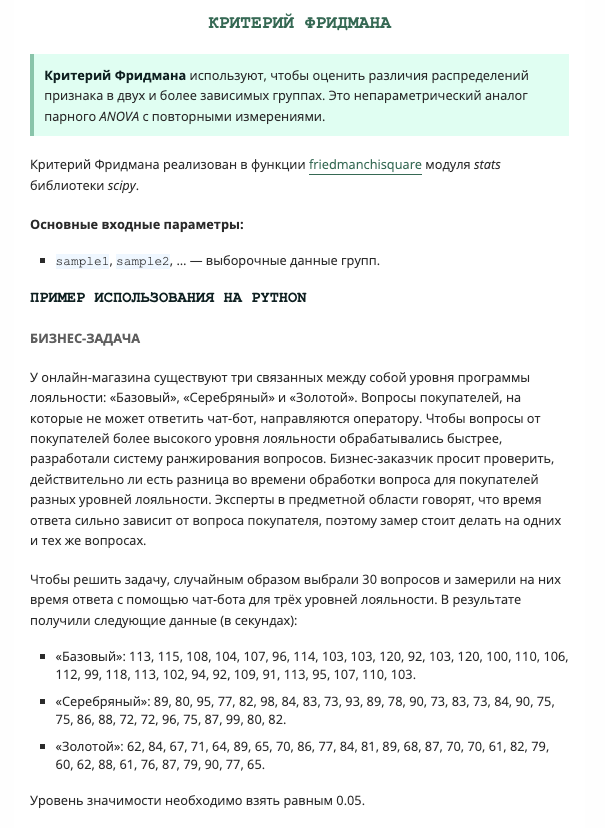 КРИТЕРИЙ ФРИДМАНА
Критерий Фридмана используют, чтобы оценить различия распределений
признака в двух и более зависимых группах. Это непараметрический аналог
парного ANOVA с повторными измерениями.
Критерий Фридмана реализован в функции friedmanchisquare модуля stats
библиотеки scipy.
Основные входные параметры:
▪ sample1, sample2, ... — выборочные данные групп.
ПРИМЕР ИСПОЛЬЗОВАНИЯ НА PYTHON
БИЗНЕС-ЗАДАЧА
У онлайн-магазина существуют три связанных между собой уровня программы
лояльности: «Базовый», «Серебряный» и «Золотой». Вопросы покупателей, на
которые не может ответить чат-бот, направляются оператору. Чтобы вопросы от
покупателей более высокого уровня лояльности обрабатывались быстрее,
разработали систему ранжирования вопросов. Бизнес-заказчик просит проверить,
действительно ли есть разница во времени обработки вопроса для покупателей
разных уровней лояльности. Эксперты в предметной области говорят, что время
ответа сильно зависит от вопроса покупателя, поэтому замер стоит делать на одних
и тех же вопросах.
Чтобы решить задачу, случайным образом выбрали 30 вопросов и замерили на них
время ответа с помощью чат-бота для трёх уровней лояльности. В результате
получили следующие данные (в секундах):
▪ «Базовый»: 113, 115, 108, 104, 107, 96, 114, 103, 103, 120, 92, 103, 120, 100, 110, 106,
112, 99, 118, 113, 102, 94, 92, 109, 91, 113, 95, 107, 110, 103.
▪ «Серебряный»: 89, 80, 95, 77, 82, 98, 84, 83, 73, 93, 89, 78, 90, 73, 83, 73, 84, 90, 75,
75, 86, 88, 72, 72, 96, 75, 87, 99, 80, 82.
▪ «Золотой»: 62, 84, 67, 71, 64, 89, 65, 70, 86, 77, 84, 81, 89, 68, 87, 70, 70, 61, 82, 79,
60, 62, 88, 61, 76, 87, 79, 90, 77, 65.
Уровень значимости необходимо взять равным 0.05.